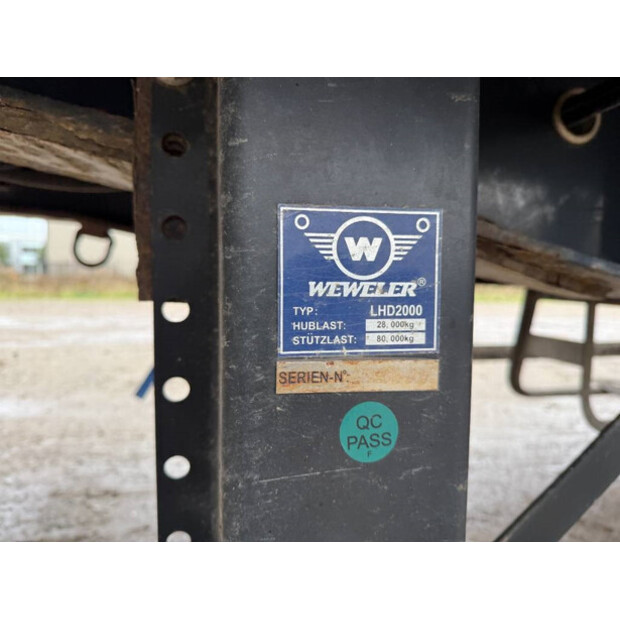 W
WEWELER®
TYP: LHD2000
HUBLAST: 28.000kg
STÜTZLAST: 80.000kg
SERIEN-N°
QC
PASS
F